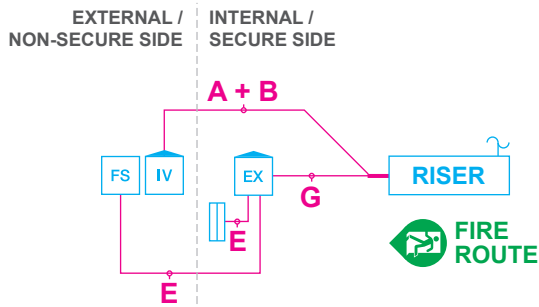 EXTERNAL /
NON-SECURE SIDE
INTERNAL /
SECURE SIDE
A + B
FS
IV
EX
RISER
G
E
FIRE
ROUTE
E